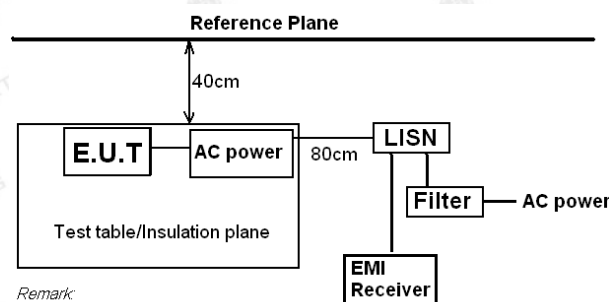 Reference Plane
40cm
E.U.T
AC power
80cm
LISN
Filter
AC power
Test table/Insulation plane
EMI
Receiver
Remark: